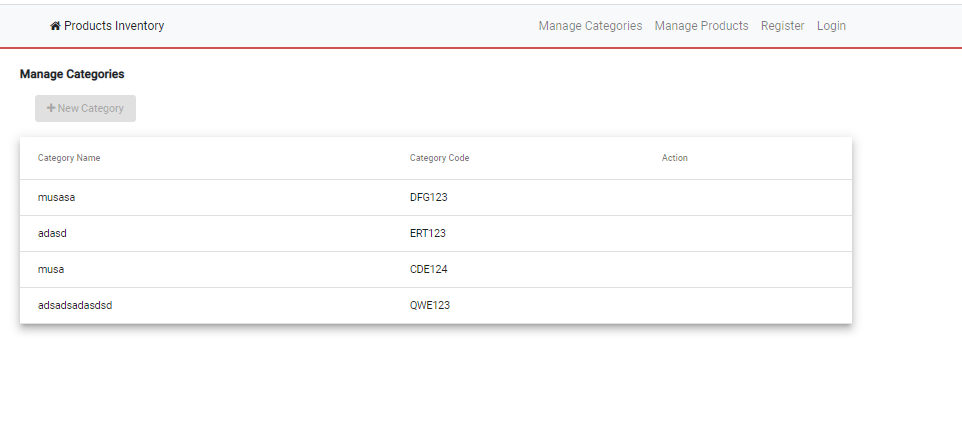 Products Inventory Manage Categories Manage Products Register Login
Manage Categories
New Category
Category Name Category Code Action
musasa DFG123
adasd ERT123
musa CDE124
adsadsadasdsd QWE123